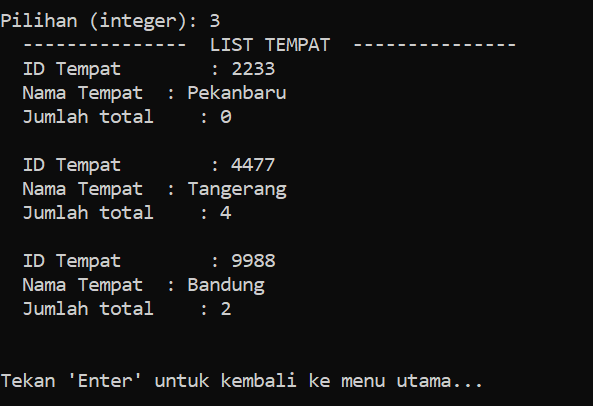 Pilihan (integer): 3
---------------  LIST TEMPAT  ---------------
ID Tempat        : 2233
Nama Tempat  : Pekanbaru
Jumlah total    : 0
ID Tempat        : 4477
Nama Tempat  : Tangerang
Jumlah total    : 4
ID Tempat        : 9988
Nama Tempat  : Bandung
Jumlah total    : 2
Tekan 'Enter' untuk kembali ke menu utama...